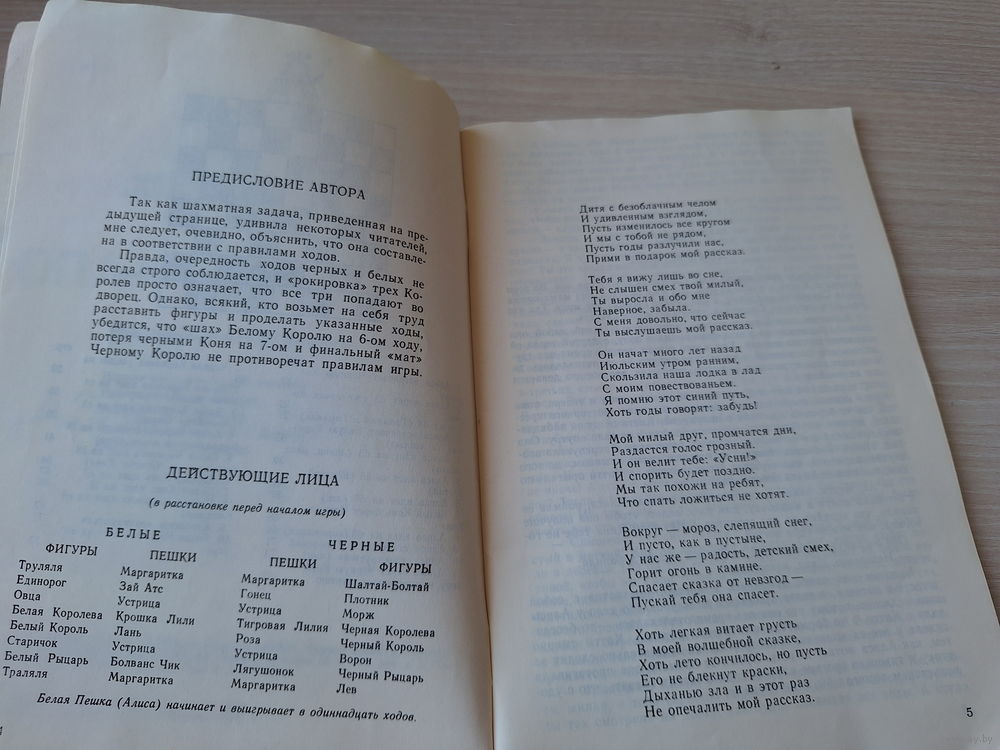 ПРЕДИСЛОВИЕ АВТОРА
Так как шахматная задача, приведенная на пре-
дыдущей странице, удивила некоторых читателей,
мне следует, очевидно, объяснить, что она составле-
на в соответствии с правилами ходов.
Правда, очередность ходов черных и белых не
всегда строго соблюдается, и «рокировка» трех Ко-
ролев просто означает, что все три попадают во
дворец. Однако, всякий, кто возьмет на себя труд
расставить фигуры и проделать указанные ходы,
убедится, что «шах» Белому Королю на 6-ом ходу,
потеря черными Коня на 7-ом и финальный «мат»
Черному Королю не противоречат правилам игры.
ДЕЙСТВУЮЩИЕ ЛИЦА
(в расстановке перед началом игры)
БЕЛЫЕ ЧЕРНЫЕ
ФИГУРЫ ПЕШКИ ПЕШКИ ФИГУРЫ
Труляля Маргаритка Маргаритка Шалтай-Болтай
Единорог Зай Атс Гонец Плотник
Овца Устрица Устрица Морж
Белая Королева Крошка Лили Тигровая Лилия Черная Королева
Белый Король Лань Роза Черный Король
Старичок Устрица Устрица Ворон
Белый Рыцарь Болванс Чик Лягушонок Черный Рыцарь
Траляля Маргаритка Маргаритка Лев
Белая Пешка (Алиса) начинает и выигрывает в одиннадцать ходов.
Дитя с безоблачным челом
И удивленным взглядом,
Пусть изменилось все кругом
И мы с тобой не рядом,
Пусть годы разлучили нас,
Прими в подарок мой рассказ.
Тебя я вижу лишь во сне,
Не слышен смех твой милый,
Ты выросла и обо мне
Наверное, забыла.
С меня довольно, что сейчас
Ты выслушаешь мой рассказ.
Он начат много лет назад
Июльским утром ранним,
Скользила наша лодка в лад
С моим повествованьем.
Я помню этот синий путь,
Хоть годы говорят: забудь!
Мой милый друг, промчатся дни,
Раздастся голос грозный.
И он велит тебе: «Усни!»
И спорить будет поздно.
Мы так похожи на ребят,
Что спать ложиться не хотят.
Вокруг — мороз, слепящий снег,
И пусто, как в пустыне,
У нас же — радость, детский смех,
Горит огонь в камине.
Спасает сказка от невзгод —
Пускай тебя она спасет.
Хоть легкая витает грусть
В моей волшебной сказке,
Хоть лето кончилось, но пусть
Его не блекнут краски,
Дыханью зла и в этот раз
Не опечалить мой рассказ.
5